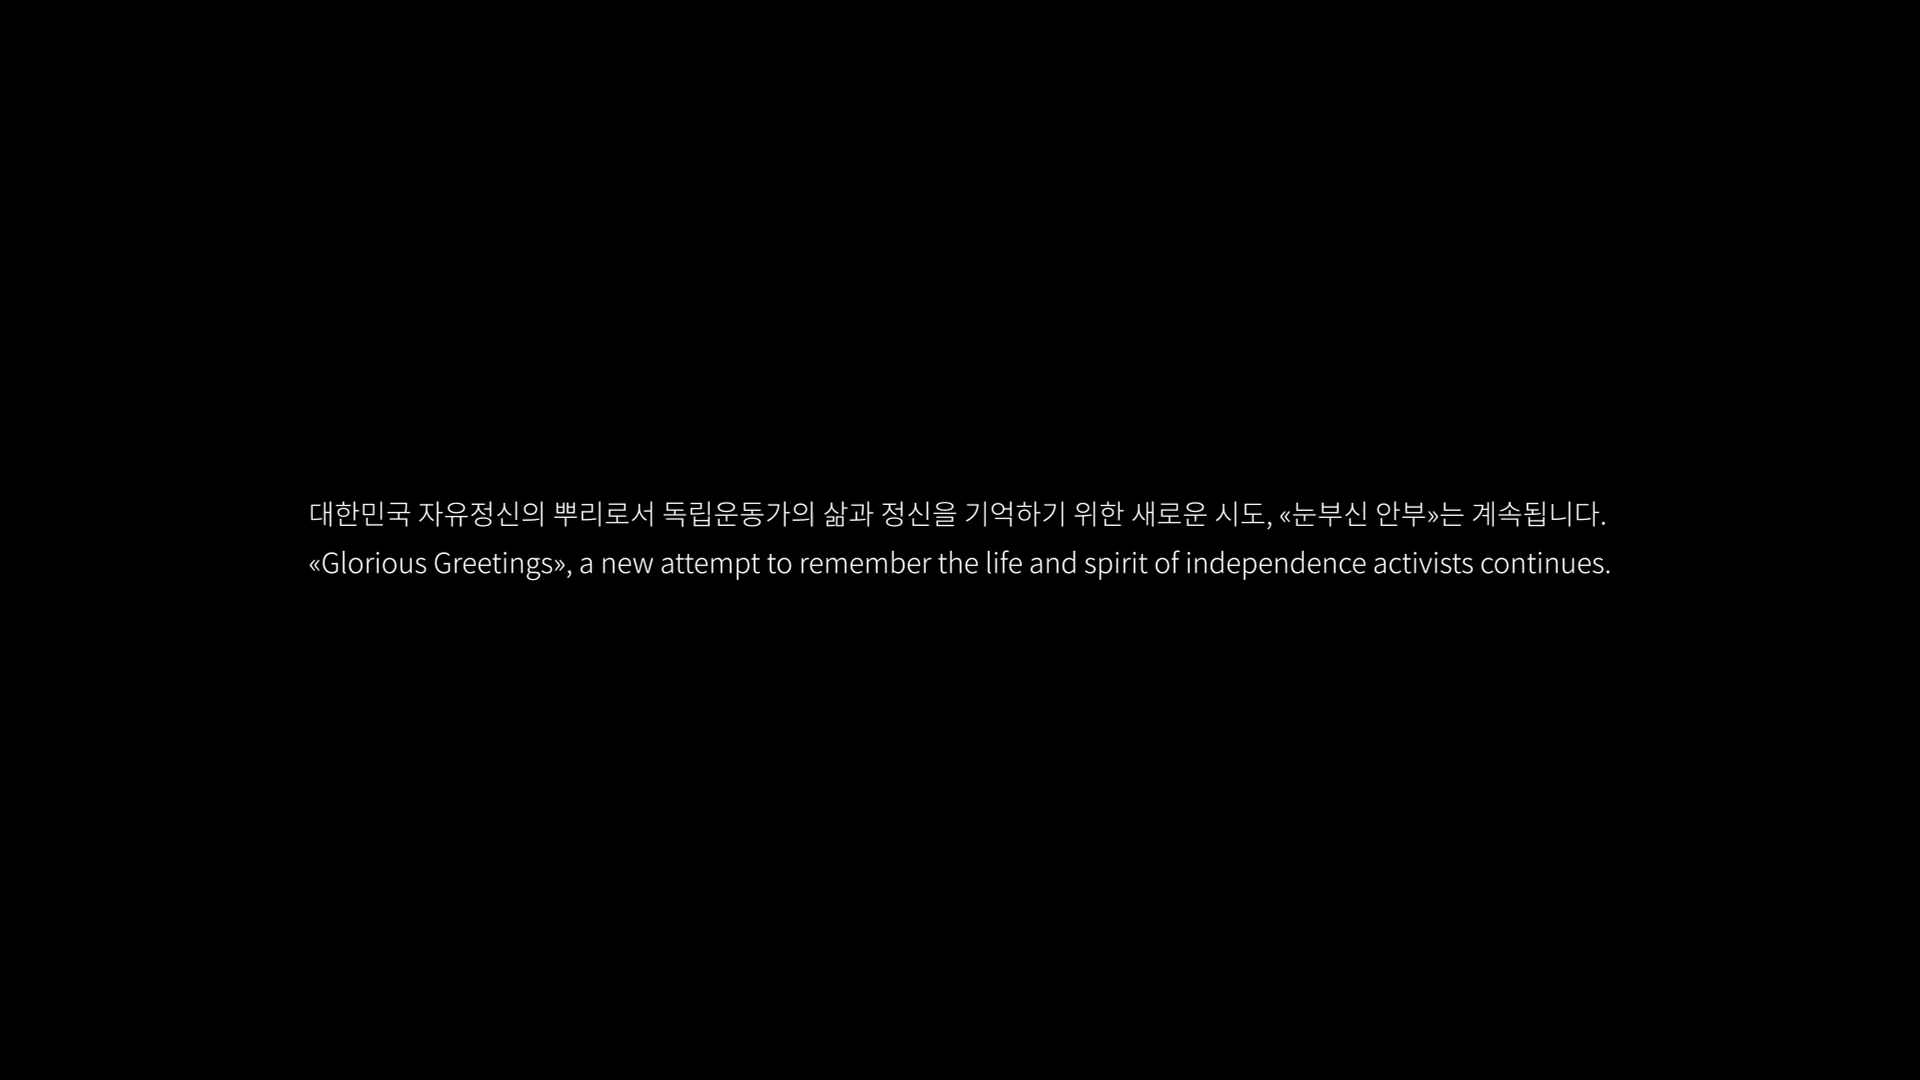 대한민국 자유정신의 뿌리로서 독립운동가의 삶과 정신을 기억하기 위한 새로운 시도, «눈부신 안부»는 계속됩니다.
«Glorious Greetings», a new attempt to remember the life and spirit of independence activists continues.